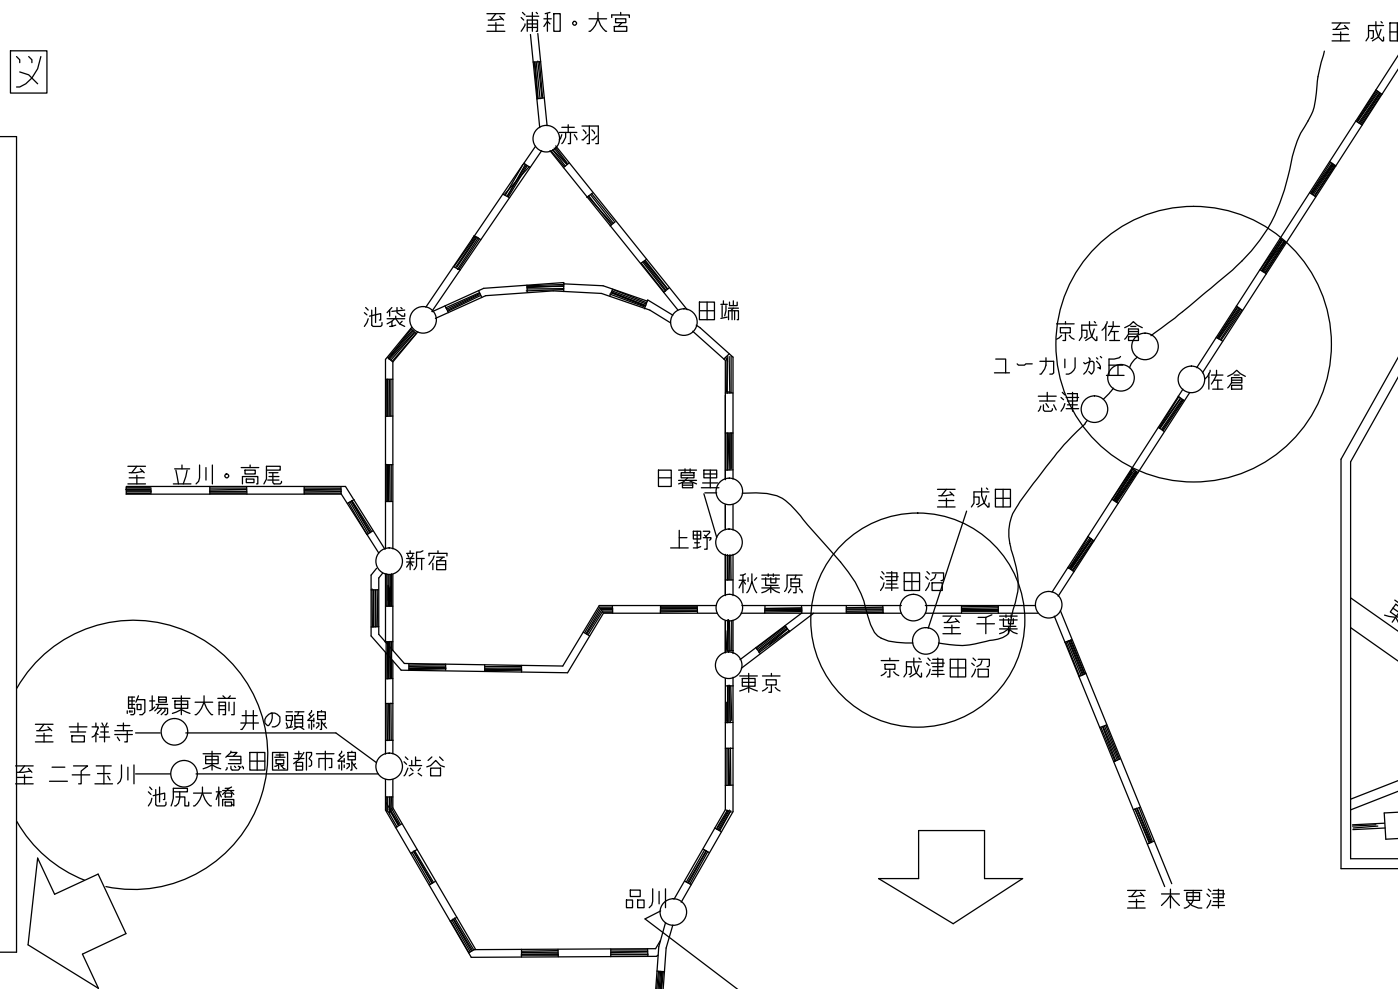 至 浦和・大宮
至 成田
図
赤羽
池袋
田端
京成佐倉
ユーカリが丘
志津
佐倉
至 立川・高尾
日暮里
至 成田
上野
新宿
秋葉原
津田沼
至 千葉
京成津田沼
東京
駒場東大前
井の頭線
至 吉祥寺
東急田園都市線
至 二子玉川
渋谷
池尻大橋
品川
至 木更津